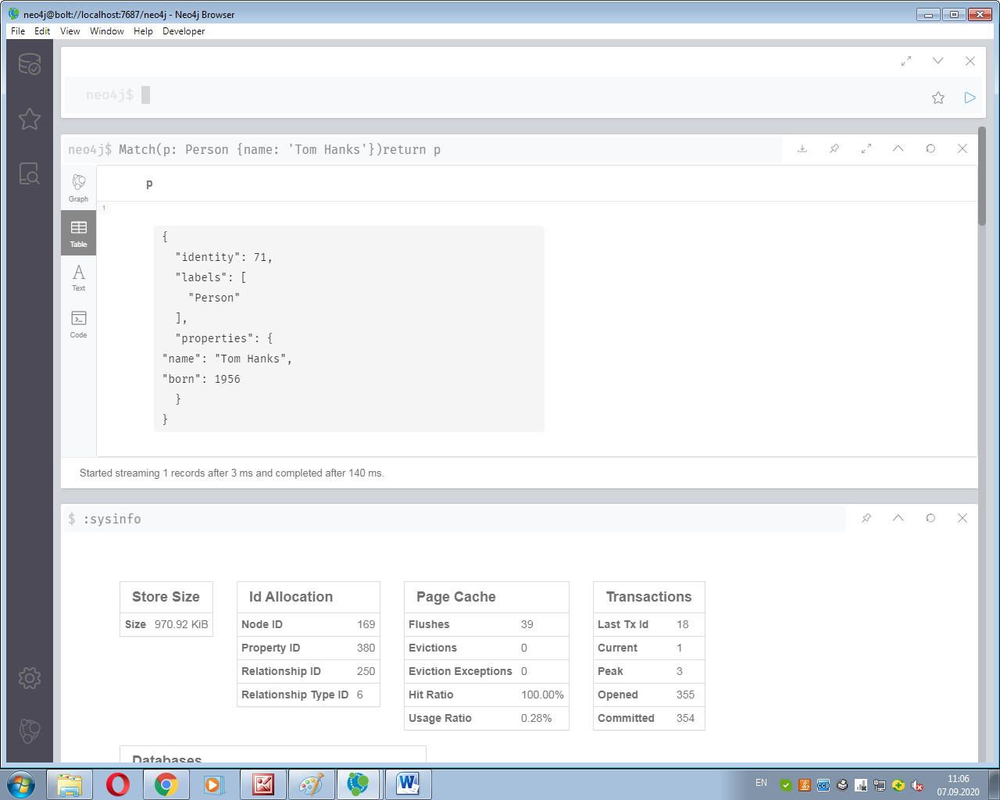 neo4j@bolt://localhost:7687/neo4j - Neo4j Browser
File Edit View Window Help Developer
neo4j$
neo4j$ Match(p: Person {name: 'Tom Hanks'})return p
Graph
Table
Text
Code
p
1
{
"identity": 71,
"labels": [
"Person"
],
"properties": {
"name": "Tom Hanks",
"born": 1956
}
}
Started streaming 1 records after 3 ms and completed after 140 ms.
$ :sysinfo
Store Size
Size 970.92 KiB
Id Allocation
Node ID 169
Property ID 380
Relationship ID 250
Relationship Type ID 6
Page Cache
Flushes 39
Evictions 0
Eviction Exceptions 0
Hit Ratio 100.00%
Usage Ratio 0.28%
Transactions
Last Tx Id 18
Current 1
Peak 3
Opened 355
Committed 354
Databases
EN
11:06
07.09.2020